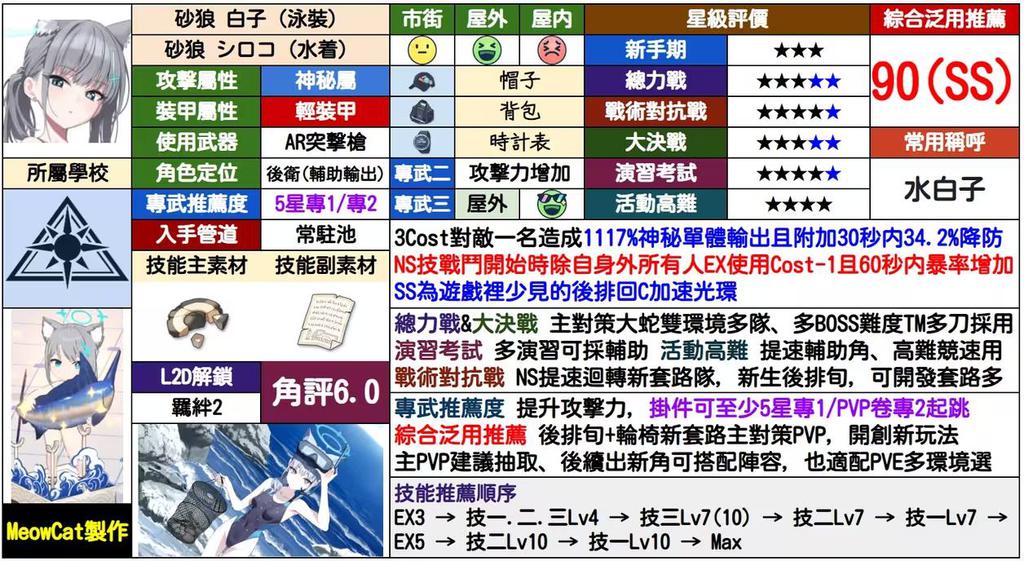 砂狼 白子 (泳裝)
砂狼 シロコ (水着)
攻擊屬性 神秘屬
裝甲屬性 輕裝甲
使用武器 AR突擊槍
所屬學校
角色定位 後衛(輔助輸出)
專武推薦度 5星專1/專2
入手管道 常駐池
技能主素材 技能副素材
L2D解鎖
羈絆2
角評6.0
MeowCat製作
市街 屋外 屋內
帽子
背包
時計表
專武二 攻擊力增加
專武三 屋外
星級評價
新手期 ★★★
總力戰 ★★★★★
戰術對抗戰 ★★★★★
大決戰 ★★★★★
演習考試 ★★★★★
活動高難 ★★★★
綜合泛用推薦
90(SS)
常用稱呼
水白子
3Cost對敵一名造成1117%神秘單體輸出且附加30秒內34.2%降防
NS技戰鬥開始時除自身外所有人EX使用Cost-1且60秒內暴率增加
SS為遊戲裡少見的後排回C加速光環
總力戰&大決戰 主對策大蛇雙環境多隊、多BOSS難度TM多刀採用
演習考試 多演習可採輔助 活動高難 提速輔助角、高難競速用
戰術對抗戰 NS提速迴轉新套路隊, 新生後排旬, 可開發套路多
專武推薦度 提升攻擊力, 掛件可至少5星專1/PVP卷專2起跳
綜合泛用推薦 後排旬+輪椅新套路主對策PVP, 開創新玩法
主PVP建議抽取、後續出新角可搭配陣容, 也適配PVE多環境選
技能推薦順序
EX3 → 技一.二.三Lv4 → 技三Lv7(10) → 技二Lv7 → 技一Lv7 →
EX5 → 技二Lv10 → 技一Lv10 → Max